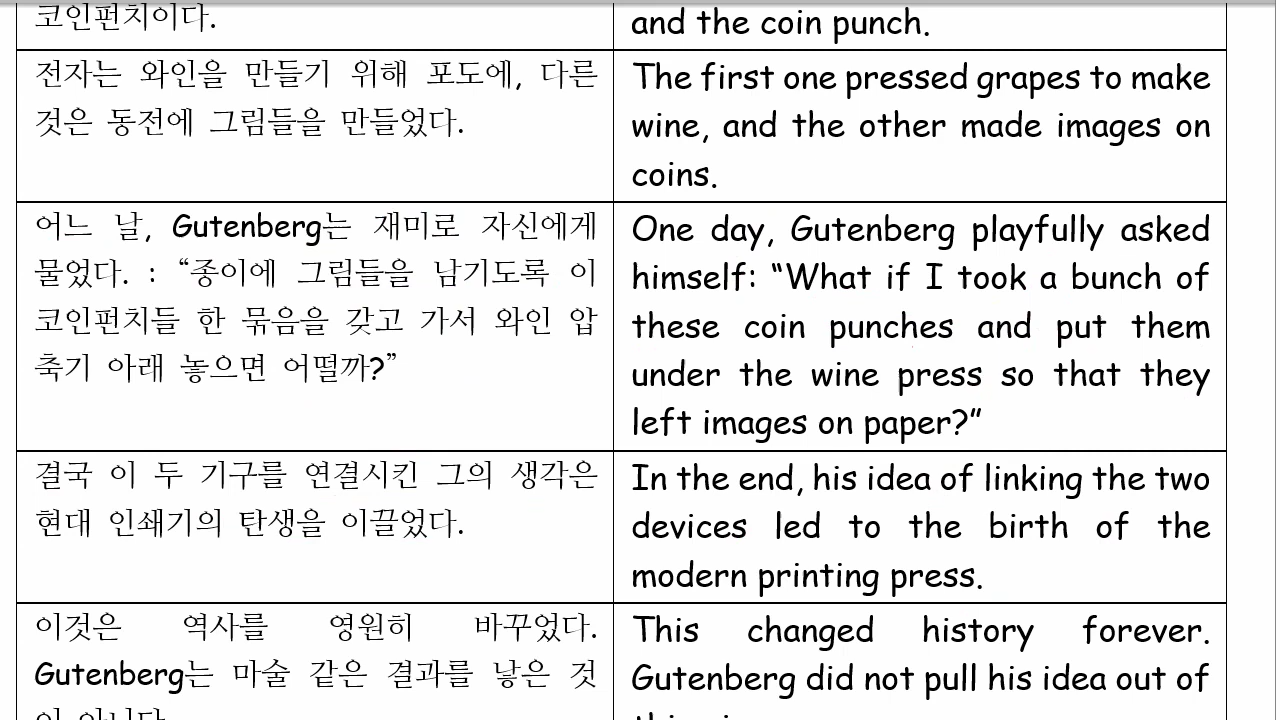 코인펀치이다.
and the coin punch.
전자는 와인을 만들기 위해 포도에, 다른
것은 동전에 그림들을 만들었다.
The first one pressed grapes to make
wine, and the other made images on
coins.
어느 날, Gutenberg는 재미로 자신에게
물었다. : “종이에 그림들을 남기도록 이
코인펀치들 한 묶음을 갖고 가서 와인 압
축기 아래 놓으면 어떨까?”
One day, Gutenberg playfully asked
himself: “What if I took a bunch of
these coin punches and put them
under the wine press so that they
left images on paper?”
결국 이 두 기구를 연결시킨 그의 생각은
현대 인쇄기의 탄생을 이끌었다.
In the end, his idea of linking the two
devices led to the birth of the
modern printing press.
이것은 역사를 영원히 바꾸었다.
Gutenberg는 마술 같은 결과를 낳은 것
This changed history forever.
Gutenberg did not pull his idea out of